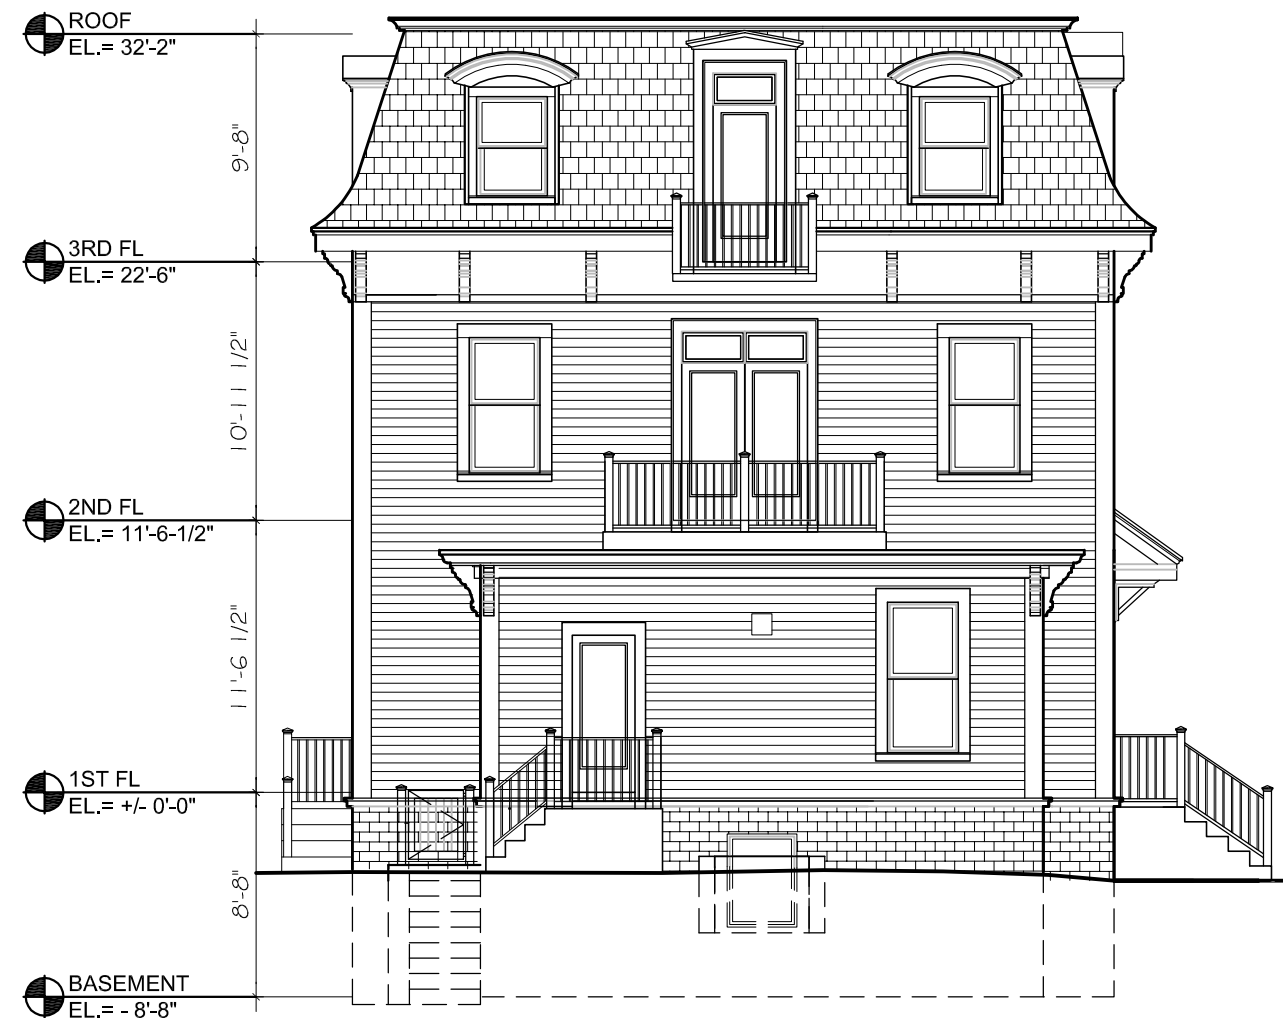 ROOF
EL.= 32'-2"
9'-8"
3RD FL
EL.= 22'-6"
10'-11 1/2"
2ND FL
EL.= 11'-6-1/2"
11'-6 1/2"
1ST FL
EL.= +/- 0'-0"
8'-8"
BASEMENT
EL.= - 8'-8"